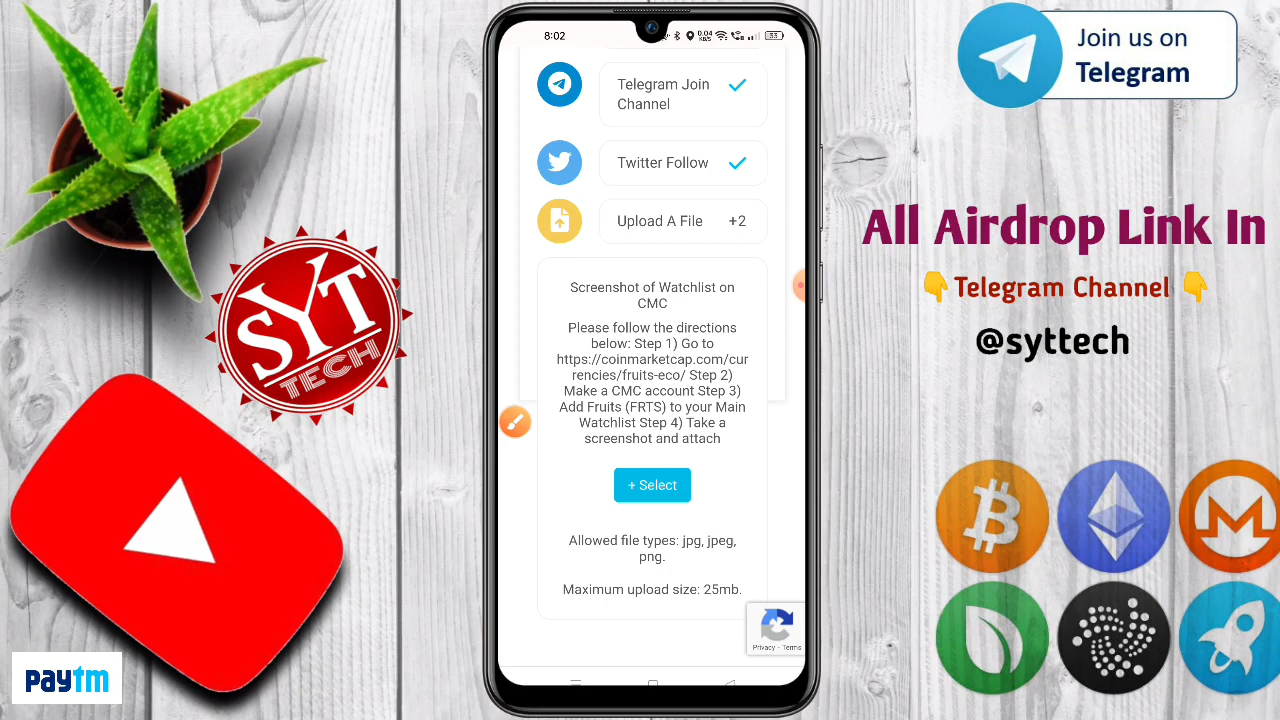 8:02
0.04
KB/S
33
Telegram Join
Channel
Twitter Follow
Upload A File +2
Screenshot of Watchlist on
CMC
Please follow the directions
below: Step 1) Go to
https://coinmarketcap.com/cur
rencies/fruits-eco/ Step 2)
Make a CMC account Step 3)
Add Fruits (FRTS) to your Main
Watchlist Step 4) Take a
screenshot and attach
+ Select
Allowed file types: jpg, jpeg,
png.
Maximum upload size: 25mb.
Privacy - Terms
SYT
TECH
paytm
Join us on
Telegram
All Airdrop Link In
👇Telegram Channel 👇
@syttech